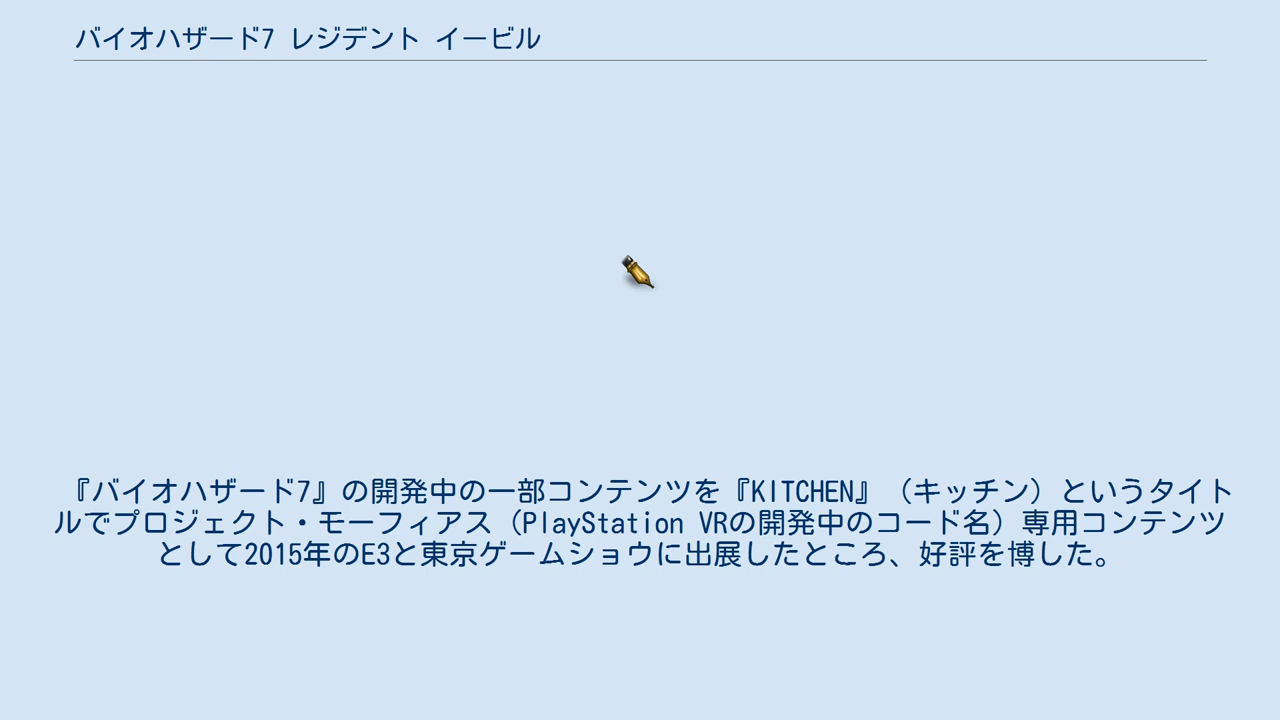 バイオハザード7 レジデント イービル
『バイオハザード7』の開発中の一部コンテンツを『KITCHEN』（キッチン）というタイト
ルでプロジェクト・モーフィアス（PlayStation VRの開発中のコード名）専用コンテンツ
として2015年のE3と東京ゲームショウに出展したところ、好評を博した。